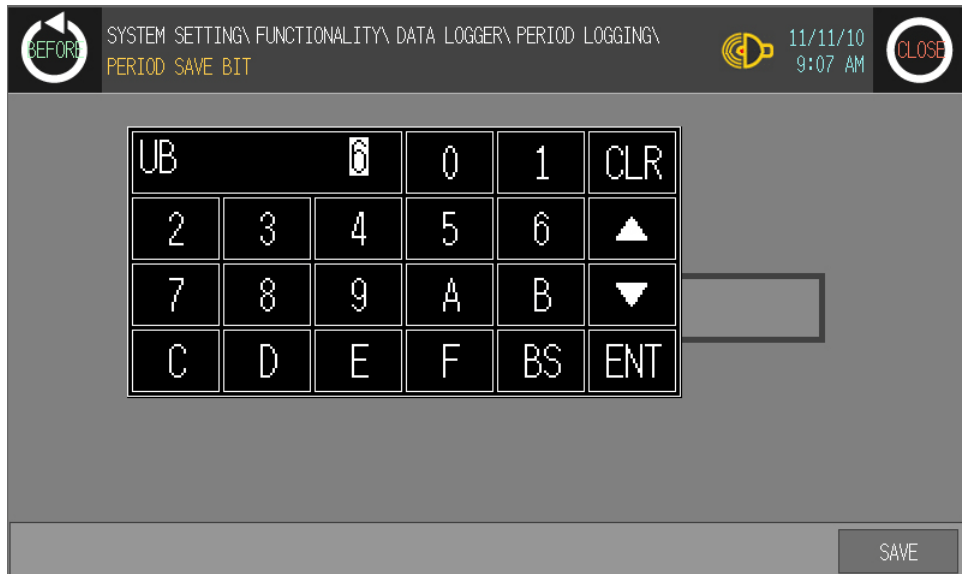 BEFORE
SYSTEM SETTING\ FUNCTIONALITY\ DATA LOGGER\ PERIOD LOGGING\
PERIOD SAVE BIT
11/11/10
9:07 AM
CLOSE
UB 6 0 1 CLR
2 3 4 5 6 ▲
7 8 9 A B ▼
C D E F BS ENT
SAVE